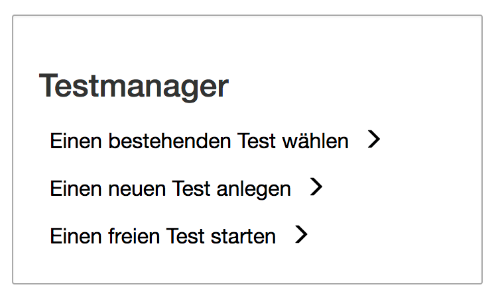 Testmanager
Einen bestehenden Test wählen
Einen neuen Test anlegen
Einen freien Test starten